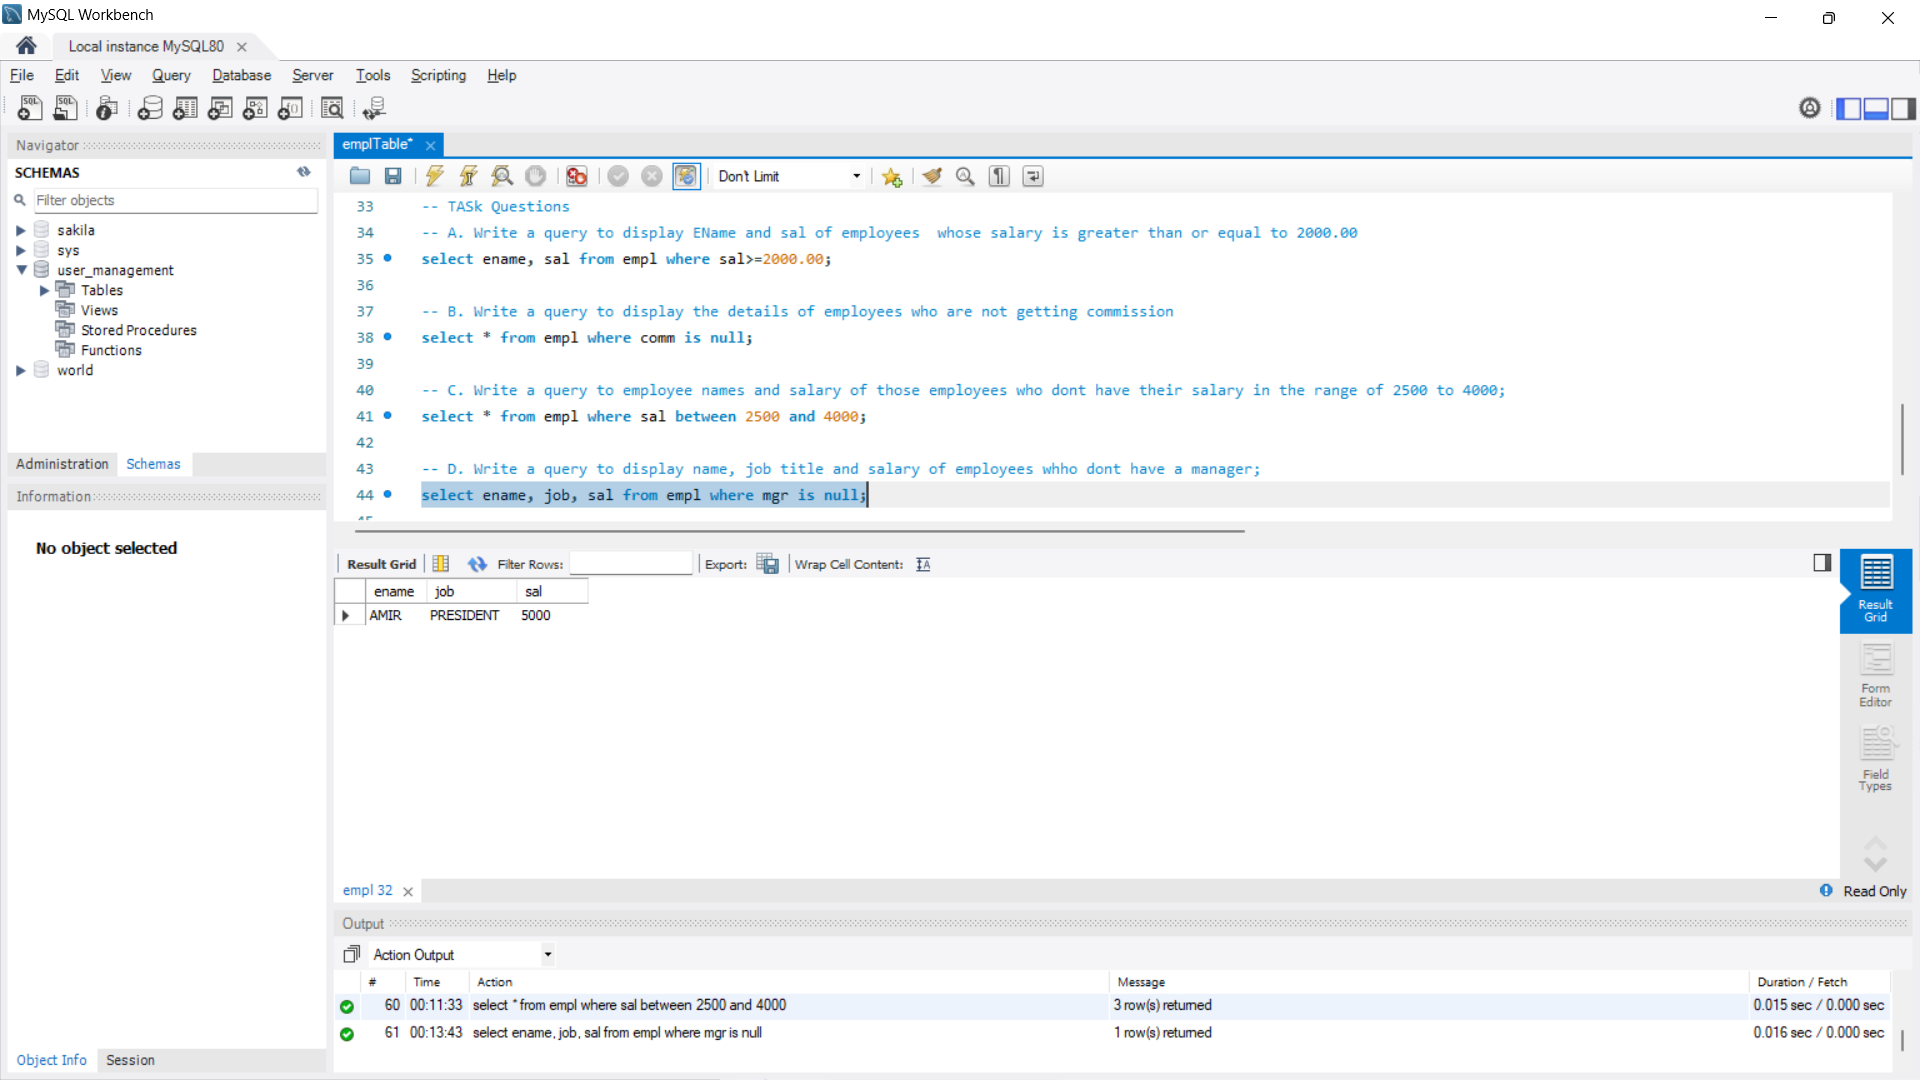 MySQL Workbench
Local instance MySQL80
File Edit View Query Database Server Tools Scripting Help
Navigator
SCHEMAS
Filter objects
sakila
sys
user_management
Tables
Views
Stored Procedures
Functions
world
Administration Schemas
Information
No object selected
Object Info Session
emplTable*
Don't Limit
33 -- TASk Questions
34 -- A. Write a query to display EName and sal of employees  whose salary is greater than or equal to 2000.00
35 select ename, sal from empl where sal>=2000.00;
36
37 -- B. Write a query to display the details of employees who are not getting commission
38 select * from empl where comm is null;
39
40 -- C. Write a query to employee names and salary of those employees who dont have their salary in the range of 2500 to 4000;
41 select * from empl where sal between 2500 and 4000;
42
43 -- D. Write a query to display name, job title and salary of employees whho dont have a manager;
44 select ename, job, sal from empl where mgr is null;
45
Result Grid Filter Rows: Export: Wrap Cell Content:
ename job sal
AMIR PRESIDENT 5000
Result
Grid
Form
Editor
Field
Types
empl 32
Read Only
Output
Action Output
# Time Action Message Duration / Fetch
60 00:11:33 select * from empl where sal between 2500 and 4000 3 row(s) returned 0.015 sec / 0.000 sec
61 00:13:43 select ename, job, sal from empl where mgr is null 1 row(s) returned 0.016 sec / 0.000 sec